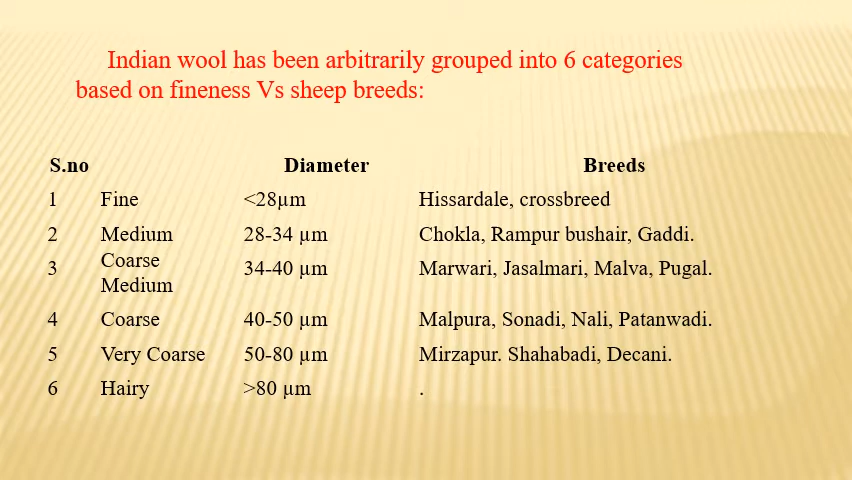 Indian wool has been arbitrarily grouped into 6 categories
based on fineness Vs sheep breeds:
S.no Diameter Breeds
1 Fine <28µm Hissardale, crossbreed
2 Medium 28-34 µm Chokla, Rampur bushair, Gaddi.
3 Coarse Medium 34-40 µm Marwari, Jasalmari, Malva, Pugal.
4 Coarse 40-50 µm Malpura, Sonadi, Nali, Patanwadi.
5 Very Coarse 50-80 µm Mirzapur. Shahabadi, Decani.
6 Hairy >80 µm .